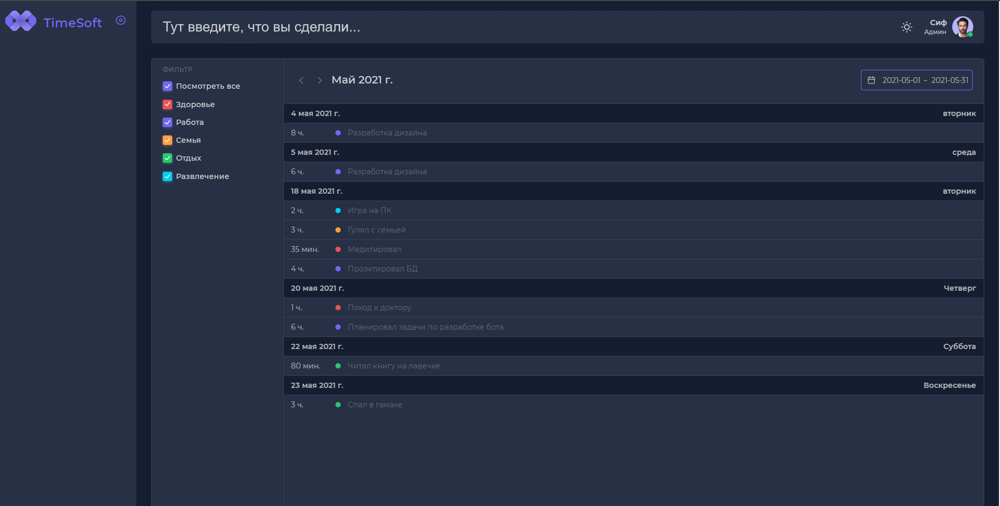 TimeSoft
Тут введите, что вы сделали...
Сиф
Админ
ФИЛЬТР
Посмотреть все
Здоровье
Работа
Семья
Отдых
Развлечение
Май 2021 г.
2021-05-01 - 2021-05-31
4 мая 2021 г. вторник
8 ч. Разработка дизайна
5 мая 2021 г. среда
6 ч. Разработка дизайна
18 мая 2021 г. вторник
2 ч. Игра на ПК
3 ч. Гулял с семьей
35 мин. Медитировал
4 ч. Проэктировал БД
20 мая 2021 г. Четверг
1 ч. Поход к доктору
6 ч. Планировал задачи по разработке бота
22 мая 2021 г. Суббота
80 мин. Читал книгу на лавечке
23 мая 2021 г. Воскресенье
3 ч. Спал в гамаке